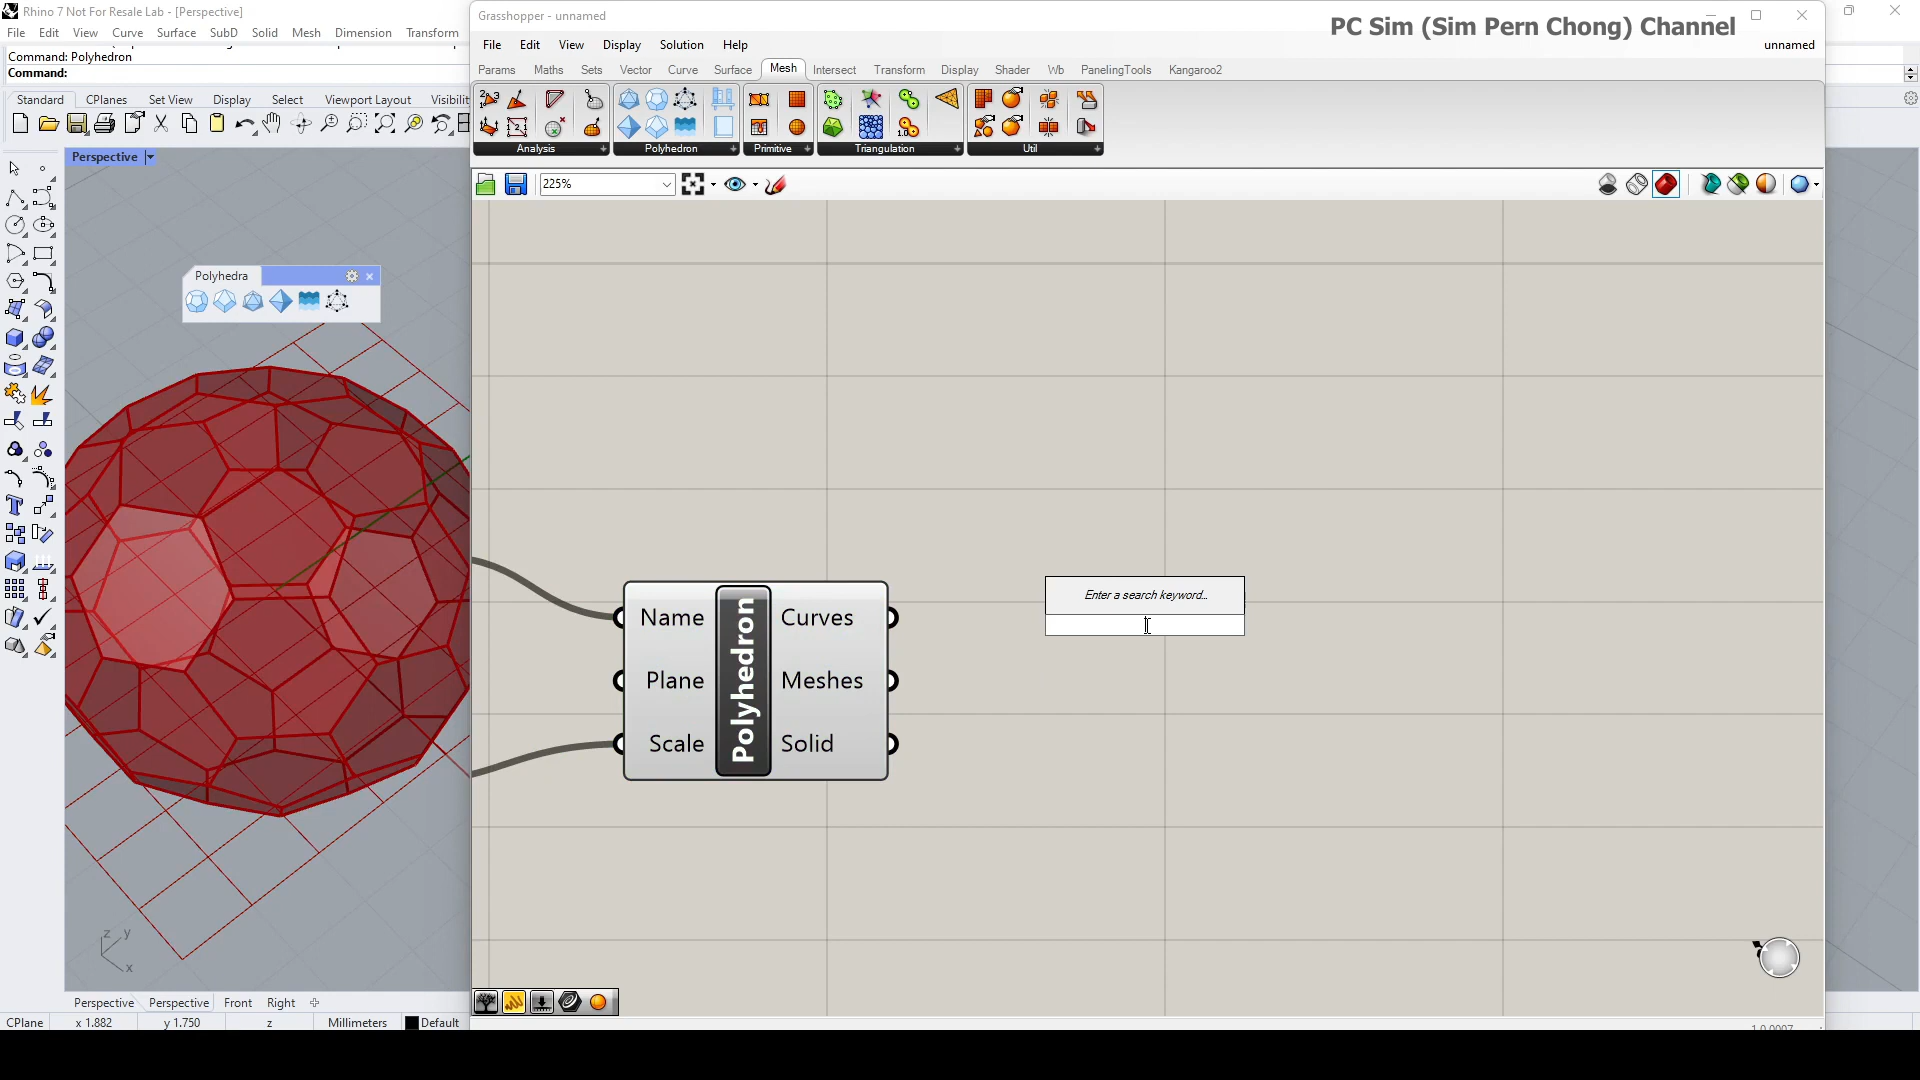 Rhino 7 Not For Resale Lab - [Perspective]
File Edit View Curve Surface SubD Solid Mesh Dimension Transform
Command: Polyhedron
Command:
Standard CPlanes Set View Display Select Viewport Layout Visibilit
Perspective
Polyhedra
z y
x
Perspective Perspective Front Right
CPlane x 1.882 y 1.750 z Millimeters Default
Grasshopper - unnamed
PC Sim (Sim Pern Chong) Channel
File Edit View Display Solution Help
unnamed
Params Maths Sets Vector Curve Surface Mesh Intersect Transform Display Shader Wb PanelingTools Kangaroo2
Analysis Polyhedron Primitive Triangulation Util
225%
Enter a search keyword...
Name Curves
Plane Meshes
Scale Solid
Polyhedron
1.0.0007